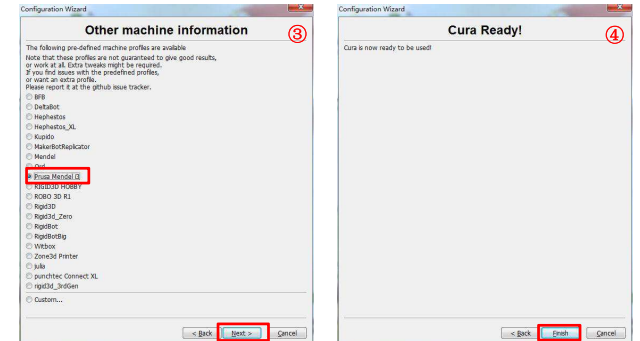 Configuration Wizard
Other machine information
③
The following pre-defined machine profiles are available
Note that these profiles are not guaranteed to give good results,
or work at all. Extra tweaks might be required.
If you find issues with the predefined profiles,
or want an extra profile.
Please report it at the github issue tracker.
BFB
DeltaBot
Hephestos
Hephestos_XL
Kupido
MakerBotReplicator
Mendel
Ord
Prusa Mendel i3
RIGID3D HOBBY
ROBO 3D R1
Rigid3D
Rigid3d_Zero
RigidBot
RigidBotBig
Witbox
Zone3d Printer
julia
punchtec Connect XL
rigid3d_3rdGen
Custom...
< Back
Next >
Cancel
Configuration Wizard
Cura Ready!
④
Cura is now ready to be used!
< Back
Finish
Cancel